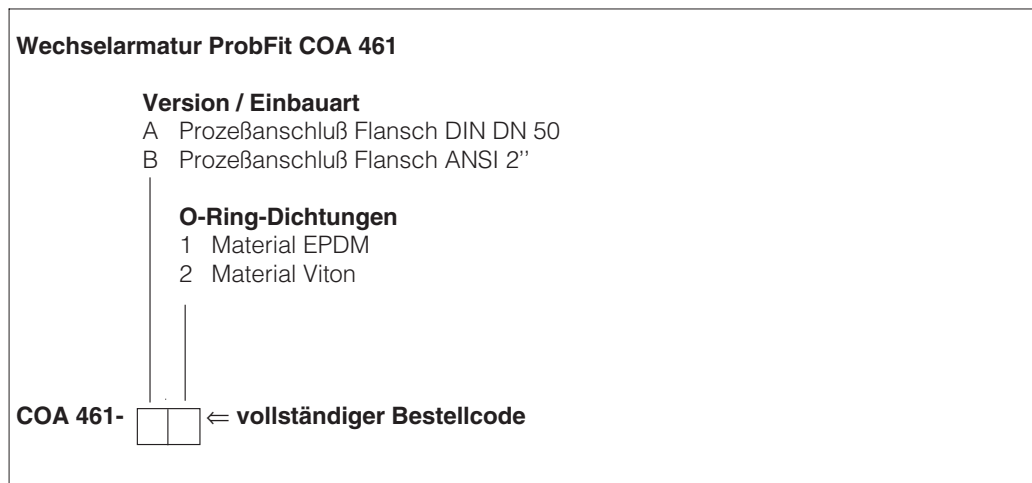 Wechselarmatur ProbFit COA 461
Version / Einbauart
A Prozeßanschluß Flansch DIN DN 50
B Prozeßanschluß Flansch ANSI 2''
O-Ring-Dichtungen
1 Material EPDM
2 Material Viton
COA 461- ⇐ vollständiger Bestellcode